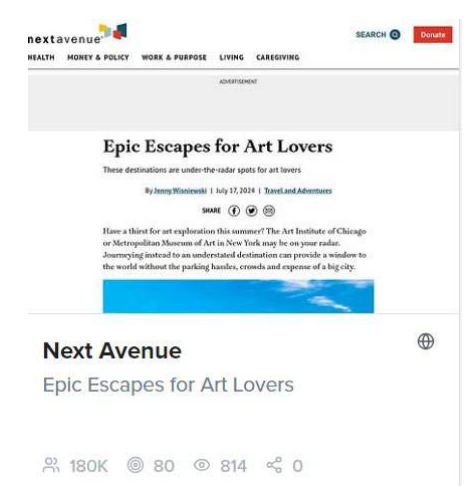 nextavenue
SEARCH
Donate
HEALTH MONEY & POLICY WORK & PURPOSE LIVING CAREGIVING
ADVERTISEMENT
Epic Escapes for Art Lovers
These destinations are under-the-radar spots for art lovers
By Jenny Wisniewski | July 17, 2024 | Travel and Adventures
SHARE
Have a thirst for art exploration this summer? The Art Institute of Chicago
or Metropolitan Museum of Art in New York may be on your radar.
Journeying instead to an understated destination can provide a window to
the world without the parking hassles, crowds and expense of a big city.
Next Avenue
Epic Escapes for Art Lovers
180K 80 814 0